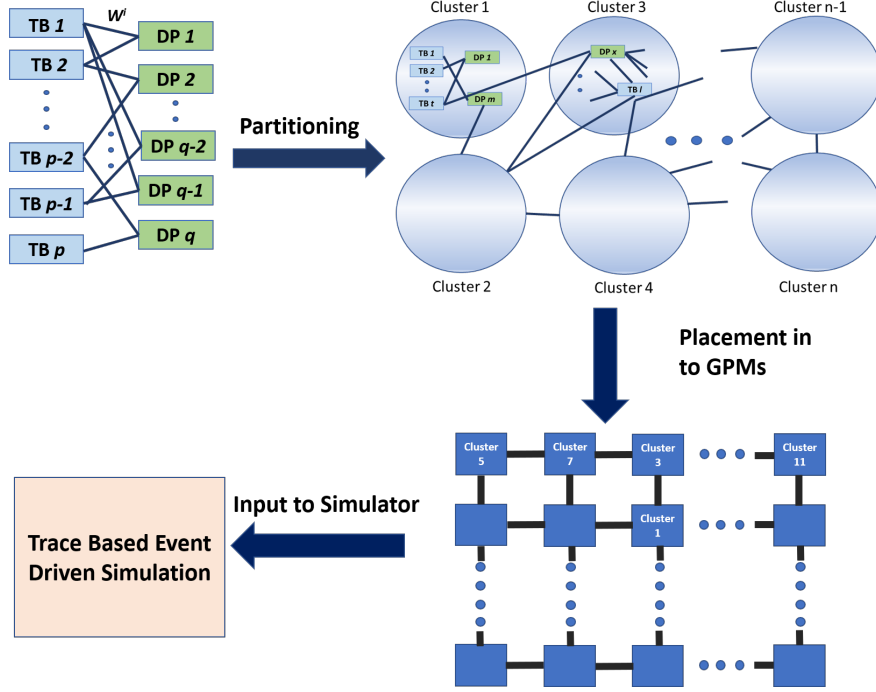 TB 1
W^i
DP 1
TB 2
DP 2
TB p-2
DP q-2
TB p-1
DP q-1
TB p
DP q
Partitioning
Cluster 1
Cluster 3
Cluster n-1
TB 1
DP 1
TB 2
TB t
DP m
DP x
TB l
Cluster 2
Cluster 4
Cluster n
Placement in
to GPMs
Cluster
5
Cluster
7
Cluster
3
Cluster
11
Cluster
1
Input to Simulator
Trace Based Event
Driven Simulation